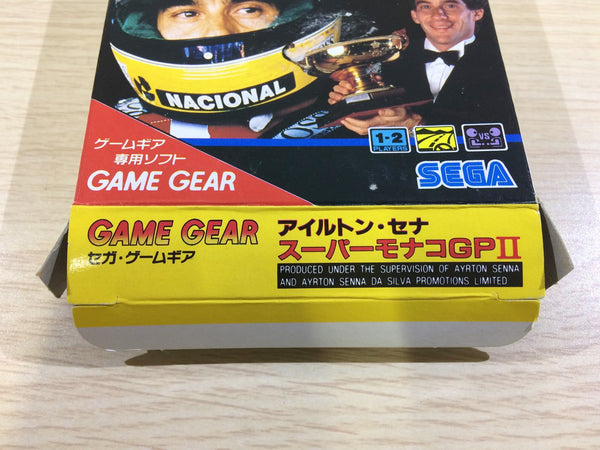 NACIONAL
ゲームギア
専用ソフト
GAME GEAR
1-2
PLAYERS
VS
SEGA
GAME GEAR
セガ・ゲームギア
アイルトン・セナ
スーパーモナコGPII
PRODUCED UNDER THE SUPERVISION OF AYRTON SENNA
AND AYRTON SENNA DA SILVA PROMOTIONS LIMITED